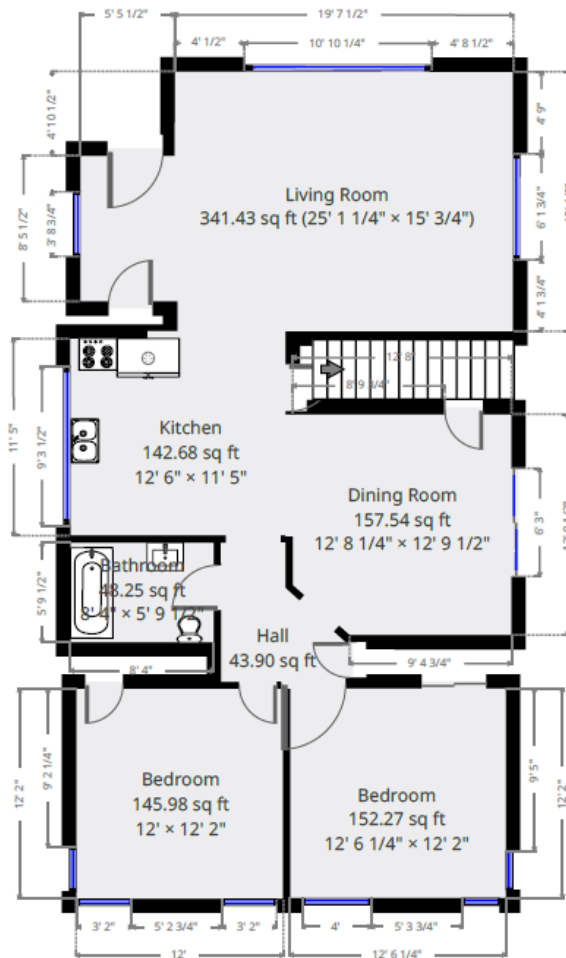 5' 5 1/2"
19' 7 1/2"
4' 1/2"
10' 10 1/4"
4' 8 1/2"
4' 10 1/2"
4' 9"
8' 5 1/2"
3' 8 3/4"
6' 1 3/4"
4' 1 3/4"
Living Room
341.43 sq ft (25' 1 1/4" × 15' 3/4")
12' 8"
8' 9 3/4"
11' 5"
9' 3 1/2"
Kitchen
142.68 sq ft
12' 6" × 11' 5"
Dining Room
157.54 sq ft
12' 8 1/4" × 12' 9 1/2"
6' 3"
5' 9 1/2"
Bathroom
48.25 sq ft
8' 4" × 5' 9 1/2"
8' 4"
Hall
43.90 sq ft
9' 4 3/4"
12' 2"
9' 2 1/4"
9' 5"
12' 2"
Bedroom
145.98 sq ft
12' × 12' 2"
Bedroom
152.27 sq ft
12' 6 1/4" × 12' 2"
3' 2"
5' 2 3/4"
3' 2"
4'
5' 3 3/4"
12'
12' 6 1/4"